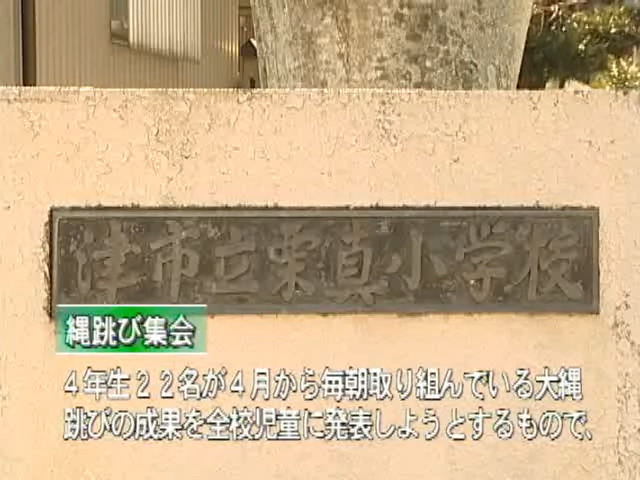 津市立栗真小学校
縄跳び集会
４年生２２名が４月から毎朝取り組んでいる大縄
跳びの成果を全校児童に発表しようとするもので、